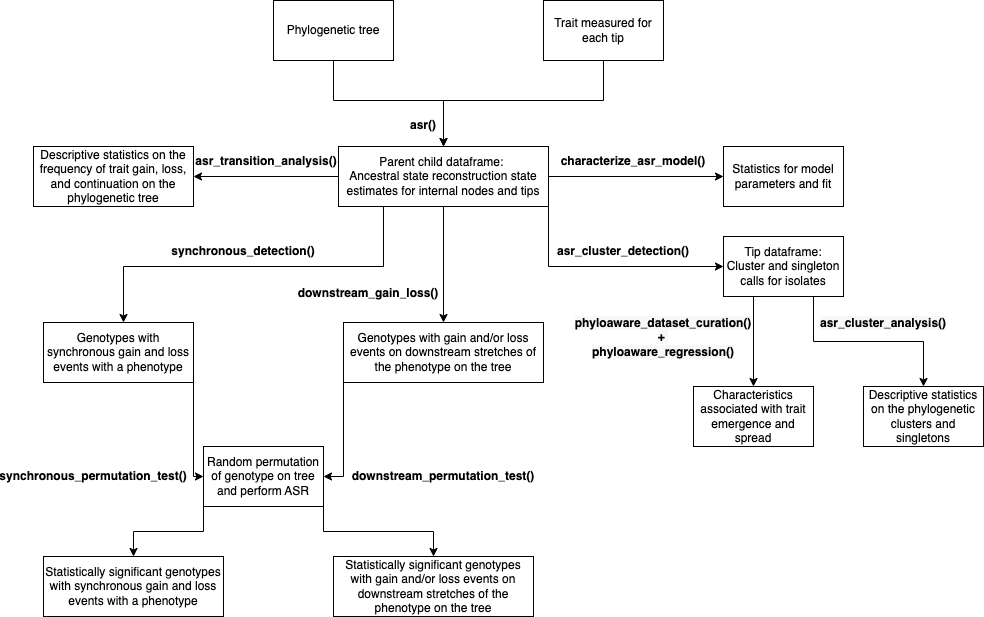 Phylogenetic tree
Trait measured for
each tip
asr()
Descriptive statistics on the
frequency of trait gain, loss,
and continuation on the
phylogenetic tree
asr_transition_analysis()
Parent child dataframe:
Ancestral state reconstruction state
estimates for internal nodes and tips
characterize_asr_model()
Statistics for model
parameters and fit
synchronous_detection()
asr_cluster_detection()
Tip dataframe:
Cluster and singleton
calls for isolates
downstream_gain_loss()
Genotypes with
synchronous gain and loss
events with a phenotype
Genotypes with gain and/or loss
events on downstream stretches of
the phenotype on the tree
phyloaware_dataset_curation()
+
phyloaware_regression()
asr_cluster_analysis()
Characteristics
associated with trait
emergence and
spread
Descriptive statistics
on the phylogenetic
clusters and
singletons
synchronous_permutation_test()
Random permutation
of genotype on tree
and perform ASR
downstream_permutation_test()
Statistically significant genotypes
with synchronous gain and loss
events with a phenotype
Statistically significant genotypes
with gain and/or loss events on
downstream stretches of the
phenotype on the tree